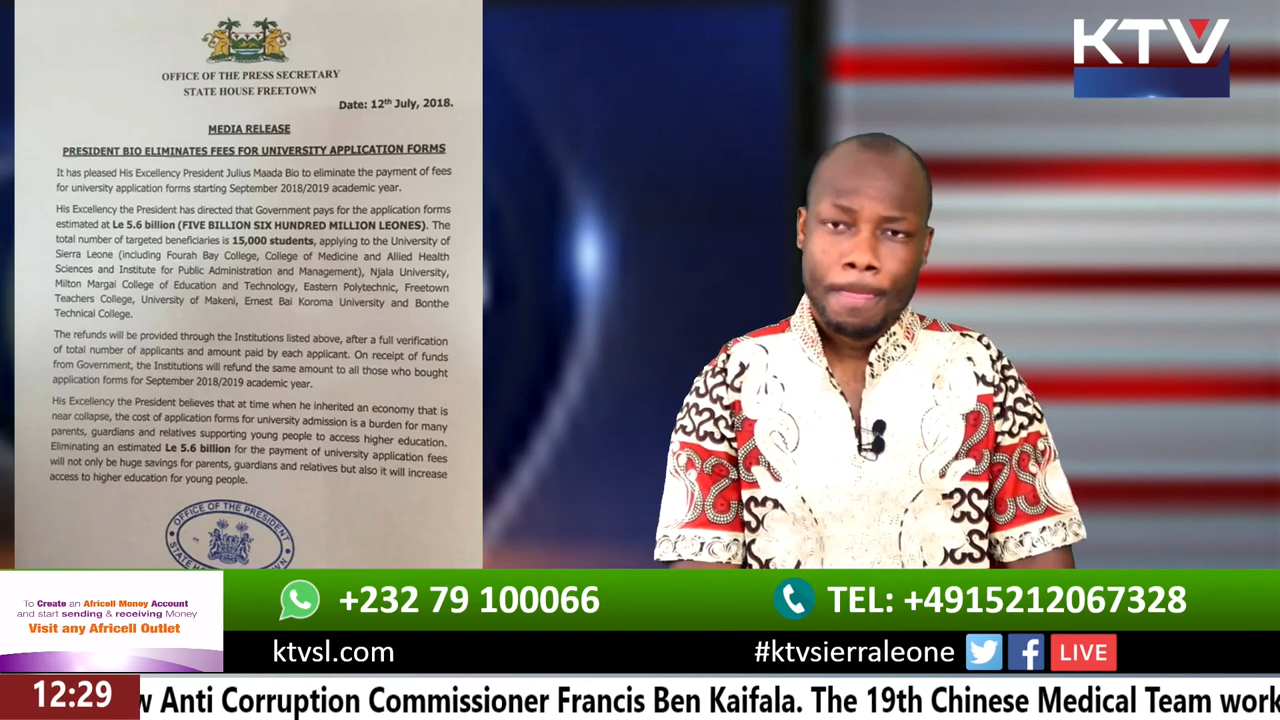 OFFICE OF THE PRESS SECRETARY
STATE HOUSE FREETOWN
Date: 12th July, 2018.
MEDIA RELEASE
PRESIDENT BIO ELIMINATES FEES FOR UNIVERSITY APPLICATION FORMS
It has pleased His Excellency President Julius Maada Bio to eliminate the payment of fees
for university application forms starting September 2018/2019 academic year.
His Excellency the President has directed that Government pays for the application forms
estimated at Le 5.6 billion (FIVE BILLION SIX HUNDRED MILLION LEONES). The
total number of targeted beneficiaries is 15,000 students, applying to the University of
Sierra Leone (including Fourah Bay College, College of Medicine and Allied Health
Sciences and Institute for Public Administration and Management), Njala University,
Milton Margai College of Education and Technology, Eastern Polytechnic, Freetown
Teachers College, University of Makeni, Ernest Bai Koroma University and Bonthe
Technical College.
The refunds will be provided through the Institutions listed above, after a full verification
of total number of applicants and amount paid by each applicant. On receipt of funds
from Government, the Institutions will refund the same amount to all those who bought
application forms for September 2018/2019 academic year.
His Excellency the President believes that at time when he inherited an economy that is
near collapse, the cost of application forms for university admission is a burden for many
parents, guardians and relatives supporting young people to access higher education.
Eliminating an estimated Le 5.6 billion for the payment of university application fees
will not only be huge savings for parents, guardians and relatives but also it will increase
access to higher education for young people.
OFFICE OF THE PRESIDENT
KTV
To Create an Africell Money Account
and start sending & receiving Money
Visit any Africell Outlet
+232 79 100066
TEL: +4915212067328
ktvsl.com
#ktvsierraleone
LIVE
12:29
w Anti Corruption Commissioner Francis Ben Kaifala. The 19th Chinese Medical Team work